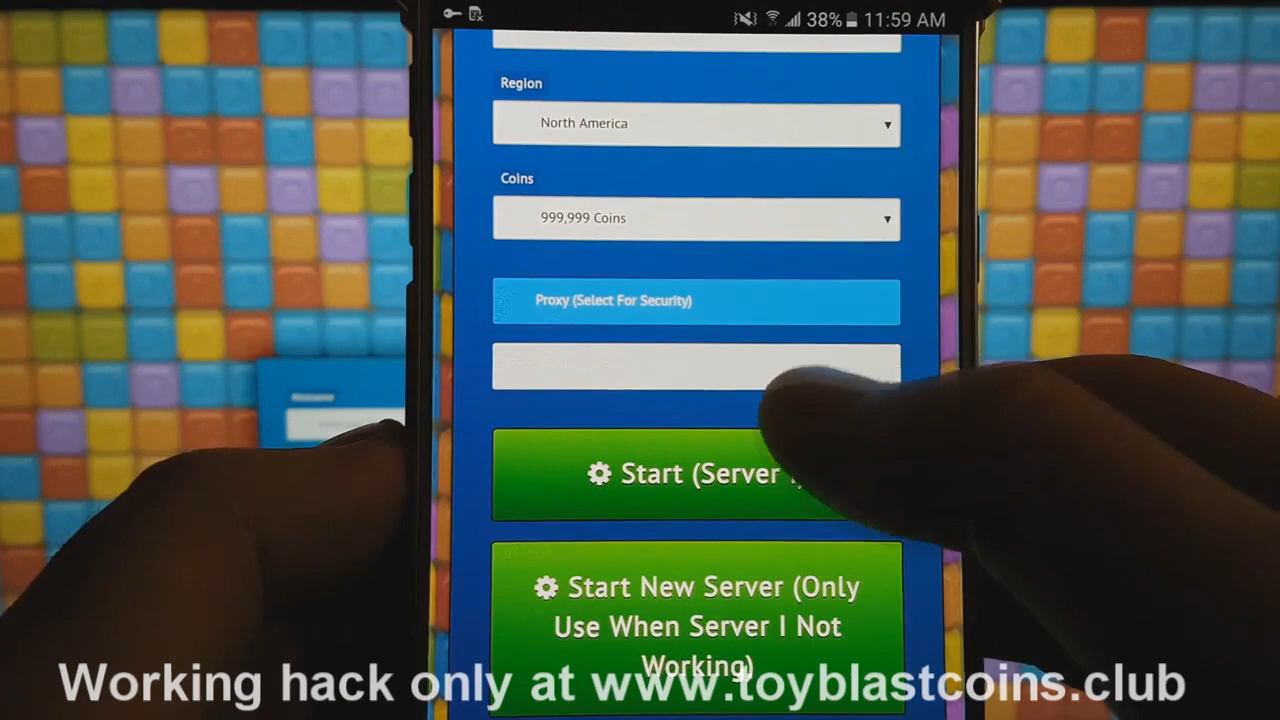 38% 11:59 AM
Region
North America
Coins
999,999 Coins
Proxy (Select For Security)
Start (Server
Start New Server (Only
Use When Server I Not
Working)
Working hack only at www.toyblastcoins.club